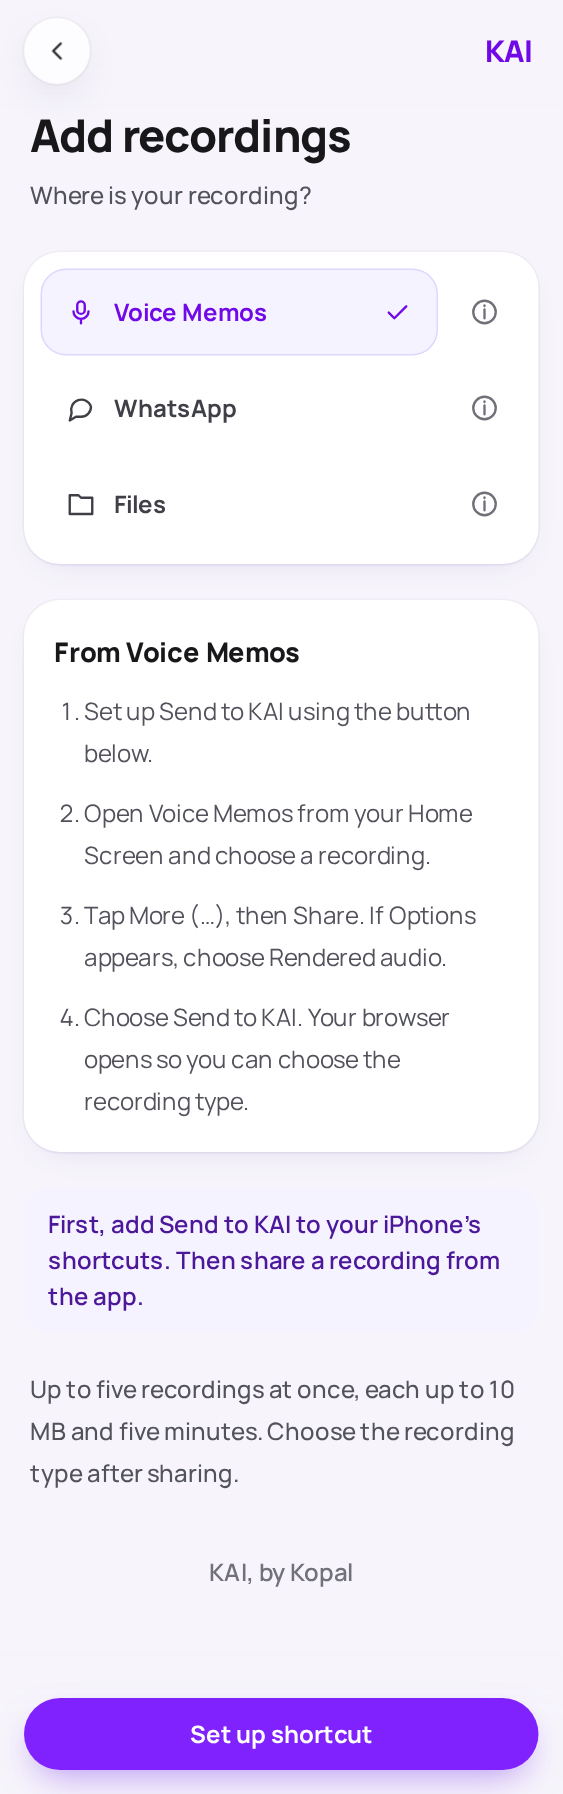 KAI
Add recordings
Where is your recording?
Voice Memos
WhatsApp
Files
From Voice Memos
1. Set up Send to KAI using the button
below.
2. Open Voice Memos from your Home
Screen and choose a recording.
3. Tap More (...), then Share. If Options
appears, choose Rendered audio.
4. Choose Send to KAI. Your browser
opens so you can choose the
recording type.
First, add Send to KAI to your iPhone’s
shortcuts. Then share a recording from
the app.
Up to five recordings at once, each up to 10
MB and five minutes. Choose the recording
type after sharing.
KAI, by Kopal
Set up shortcut